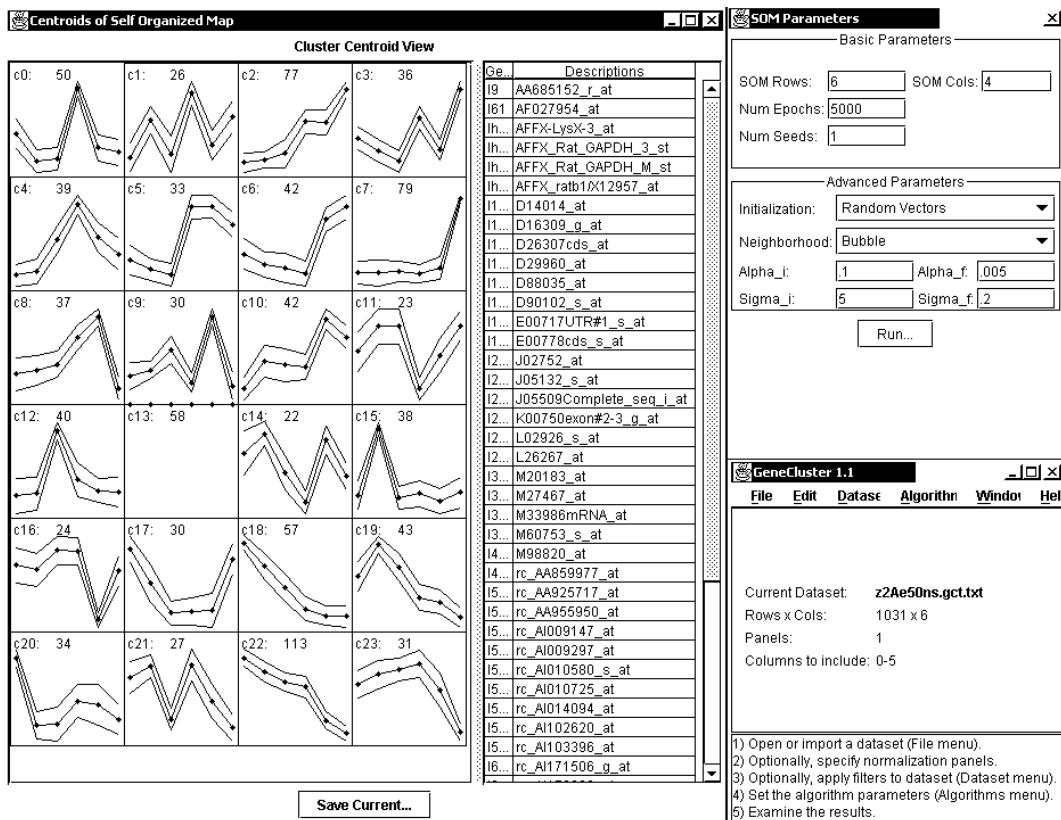 Centroids of Self Organized Map
Cluster Centroid View
c0: 50
c1: 26
c2: 77
c3: 36
c4: 39
c5: 33
c6: 42
c7: 79
c8: 37
c9: 30
c10: 42
c11: 23
c12: 40
c13: 58
c14: 22
c15: 38
c16: 24
c17: 30
c18: 57
c19: 43
c20: 34
c21: 27
c22: 113
c23: 31
Save Current...
Ge... Descriptions
I9 AA685152_r_at
I61 AF027954_at
Ih... AFFX-LysX-3_at
Ih... AFFX_Rat_GAPDH_3_st
Ih... AFFX_Rat_GAPDH_M_st
Ih... AFFX_ratb1/X12957_at
I1... D14014_at
I1... D16309_g_at
I1... D26307cds_at
I1... D29960_at
I1... D88035_at
I1... D90102_s_at
I1... E00717UTR#1_s_at
I1... E00778cds_s_at
I2... J02752_at
I2... J05132_s_at
I2... J05509Complete_seq_i_at
I2... K00750exon#2-3_g_at
I2... L02926_s_at
I2... L26267_at
I3... M20183_at
I3... M27467_at
I3... M33986mRNA_at
I3... M60753_s_at
I4... M98820_at
I4... rc_AA859977_at
I5... rc_AA925717_at
I5... rc_AA955950_at
I5... rc_AI009147_at
I5... rc_AI009297_at
I5... rc_AI010580_s_at
I5... rc_AI010725_at
I5... rc_AI014094_at
I5... rc_AI102620_at
I5... rc_AI103396_at
I6... rc_AI171506_g_at
SOM Parameters
Basic Parameters
SOM Rows: 6 SOM Cols: 4
Num Epochs: 5000
Num Seeds: 1
Advanced Parameters
Initialization: Random Vectors
Neighborhood: Bubble
Alpha_i: .1 Alpha_f: .005
Sigma_i: 5 Sigma_f: .2
Run...
GeneCluster 1.1
File Edit Datase Algorithn Windov Hel
Current Dataset: z2Ae50ns.gct.txt
Rows x Cols: 1031 x 6
Panels: 1
Columns to include: 0-5
1) Open or import a dataset (File menu).
2) Optionally, specify normalization panels.
3) Optionally, apply filters to dataset (Dataset menu).
4) Set the algorithm parameters (Algorithms menu).
5) Examine the results.